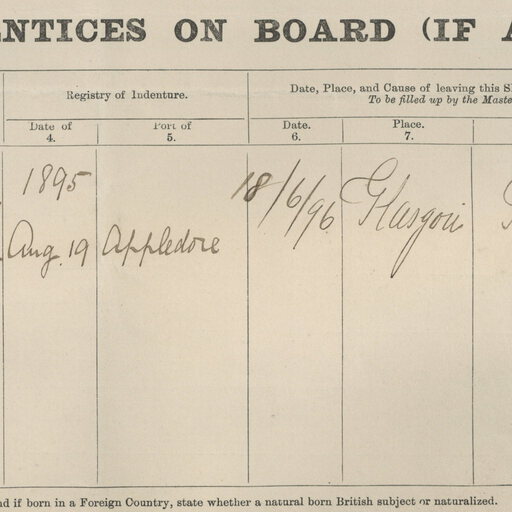 ENTICES ON BOARD (IF A
Registry of Indenture.
Date, Place, and Cause of leaving this S
To be filled up by the Maste
Date of
4.
Port of
5.
Date.
6.
Place.
7.
1895
Aug. 19
Appledore
18/6/96
Glasgow
nd if born in a Foreign Country, state whether a natural born British subject or naturalized.